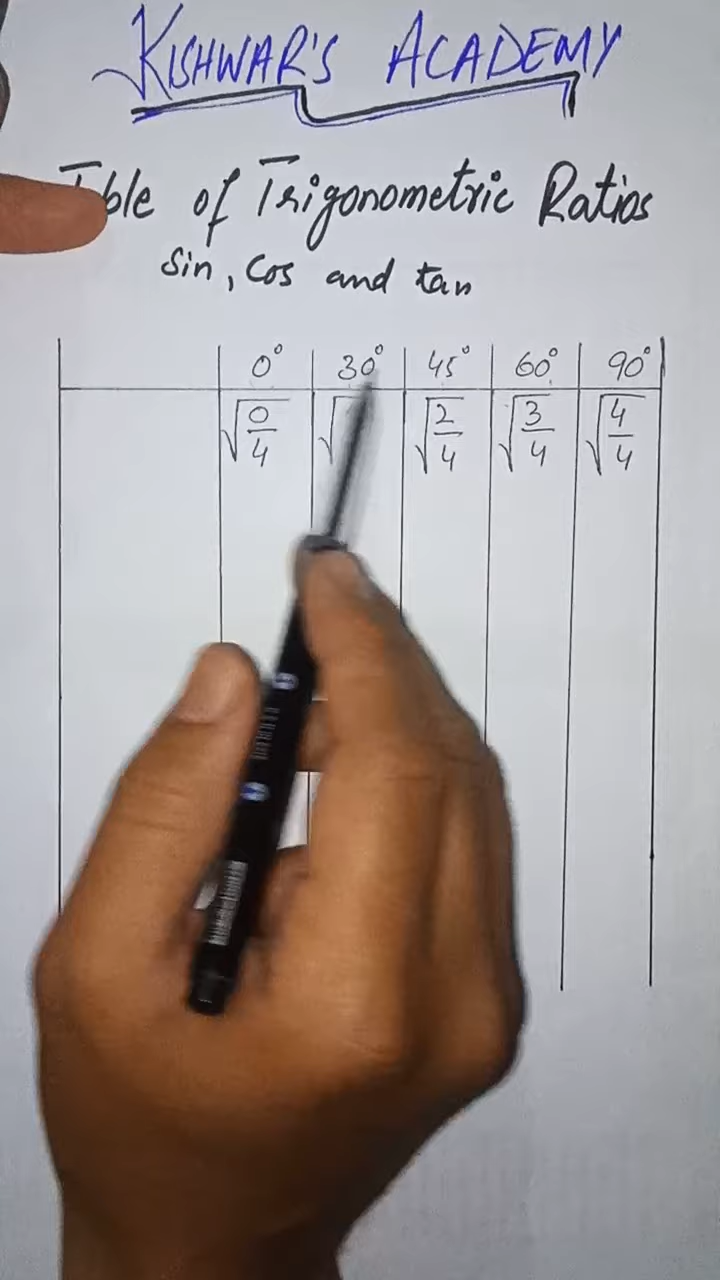 KISHWAR'S ACADEMY
of Trigonometric Ratios
Sin, Cos and tan
0° 30° 45° 60° 90°
√0/4 √ √2/4 √3/4 √4/4